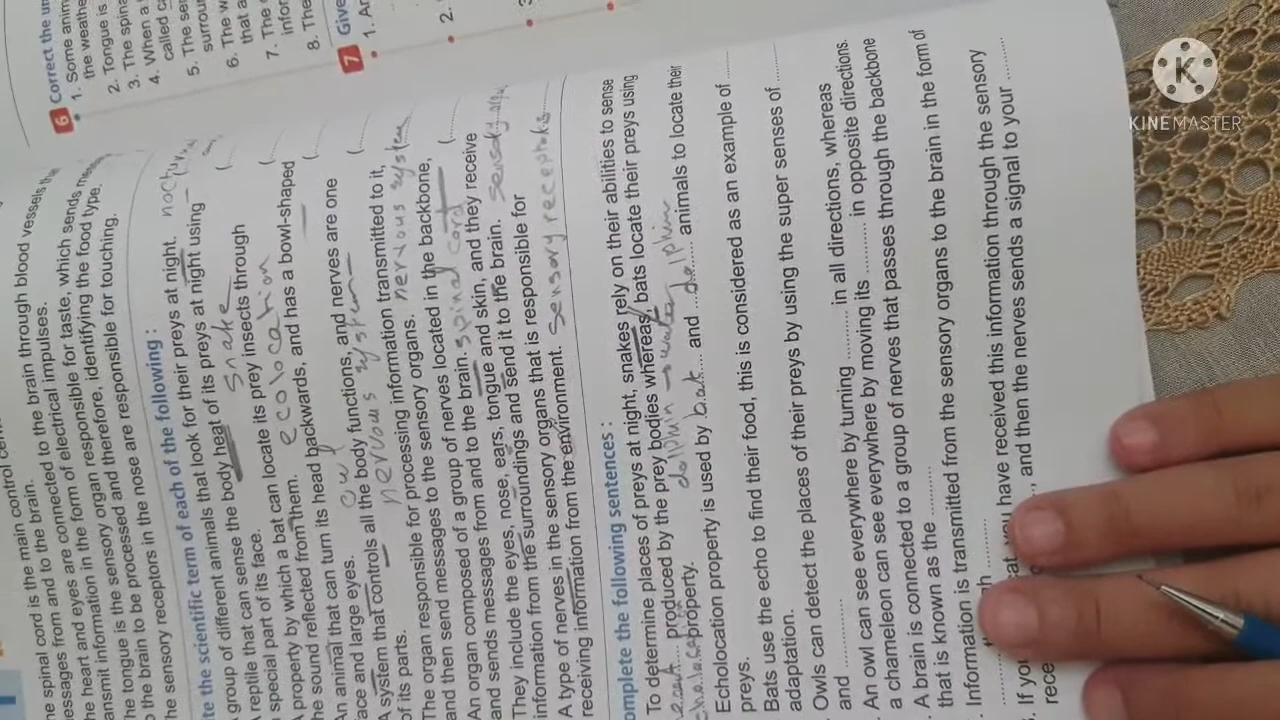 6 Correct the un
1. Some anim
the weathe
2. Tongue is
3. The spina
4. When a
called ca
5. The se
surrou
6. The w
that a
7. The
infor
8. The
7 Give
1. Ar
2.
he spinal cord is the main control cen
essages from and to the brain through blood vessels th
he heart and eyes are connected to the brain.
ansmit information in the form of electrical impulses.
The tongue is the sensory organ responsible for taste, which sends mess
o the brain to be processed and therefore, identifying the food type.
he sensory receptors in the nose are responsible for touching.
ite the scientific term of each of the following :
group of different animals that look for their preys at night. nocturnal
reptile that can sense the body heat of its preys at night using
special part of its face. snake (....
property by which a bat can locate its prey insects through
he sound reflected from them. ecolocation (....
An animal that can turn its head backwards, and has a bowl-shaped
ace and large eyes. owl (....
A system that controls all the body functions, and nerves are one
of its parts. nervous system (....
The organ responsible for processing information transmitted to it,
and then send messages to the sensory organs. nervous system
An organ composed of a group of nerves located in the backbone,
and sends messages from and to the brain. spinal cord (....
They include the eyes, nose, ears, tongue and skin, and they receive
information from the surroundings and send it to the brain. sensory organ
A type of nerves in the sensory organs that is responsible for
receiving information from the environment. Sensory receptors
omplete the following sentences :
To determine places of preys at night, snakes rely on their abilities to sense
produced by the prey bodies whereas, bats locate their preys using
property. dolphin → water
Echolocation property is used by bat and dolphin animals to locate their
preys.
Bats use the echo to find their food, this is considered as an example of
adaptation.
Owls can detect the places of their preys by using the super senses of
and
An owl can see everywhere by turning in all directions, whereas
a chameleon can see everywhere by moving its in opposite directions.
A brain is connected to a group of nerves that passes through the backbone
that is known as the
Information is transmitted from the sensory organs to the brain in the form of
If you have received this information through the sensory
rece , and then the nerves sends a signal to your
K
KINEMASTER